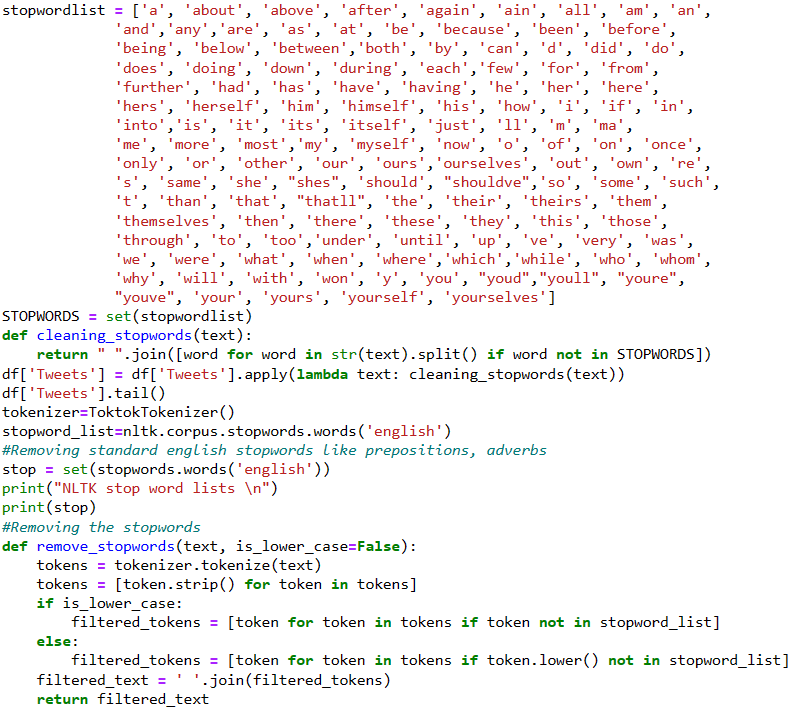 stopwordlist = ['a', 'about', 'above', 'after', 'again', 'ain', 'all', 'am', 'an',
             'and','any','are', 'as', 'at', 'be', 'because', 'been', 'before',
             'being', 'below', 'between','both', 'by', 'can', 'd', 'did', 'do',
             'does', 'doing', 'down', 'during', 'each','few', 'for', 'from',
             'further', 'had', 'has', 'have', 'having', 'he', 'her', 'here',
             'hers', 'herself', 'him', 'himself', 'his', 'how', 'i', 'if', 'in',
             'into','is', 'it', 'its', 'itself', 'just', 'll', 'm', 'ma',
             'me', 'more', 'most','my', 'myself', 'now', 'o', 'of', 'on', 'once',
             'only', 'or', 'other', 'our', 'ours','ourselves', 'out', 'own', 're',
             's', 'same', 'she', "shes", 'should', "shouldve",'so', 'some', 'such',
             't', 'than', 'that', "thatll", 'the', 'their', 'theirs', 'them',
             'themselves', 'then', 'there', 'these', 'they', 'this', 'those',
             'through', 'to', 'too','under', 'until', 'up', 've', 'very', 'was',
             'we', 'were', 'what', 'when', 'where','which','while', 'who', 'whom',
             'why', 'will', 'with', 'won', 'y', 'you', "youd","youll", "youre",
             "youve", 'your', 'yours', 'yourself', 'yourselves']
STOPWORDS = set(stopwordlist)
def cleaning_stopwords(text):
    return " ".join([word for word in str(text).split() if word not in STOPWORDS])
df['Tweets'] = df['Tweets'].apply(lambda text: cleaning_stopwords(text))
df['Tweets'].tail()
tokenizer=ToktokTokenizer()
stopword_list=nltk.corpus.stopwords.words('english')
#Removing standard english stopwords like prepositions, adverbs
stop = set(stopwords.words('english'))
print("NLTK stop word lists \n")
print(stop)
#Removing the stopwords
def remove_stopwords(text, is_lower_case=False):
    tokens = tokenizer.tokenize(text)
    tokens = [token.strip() for token in tokens]
    if is_lower_case:
        filtered_tokens = [token for token in tokens if token not in stopword_list]
    else:
        filtered_tokens = [token for token in tokens if token.lower() not in stopword_list]
    filtered_text = ' '.join(filtered_tokens)
    return filtered_text